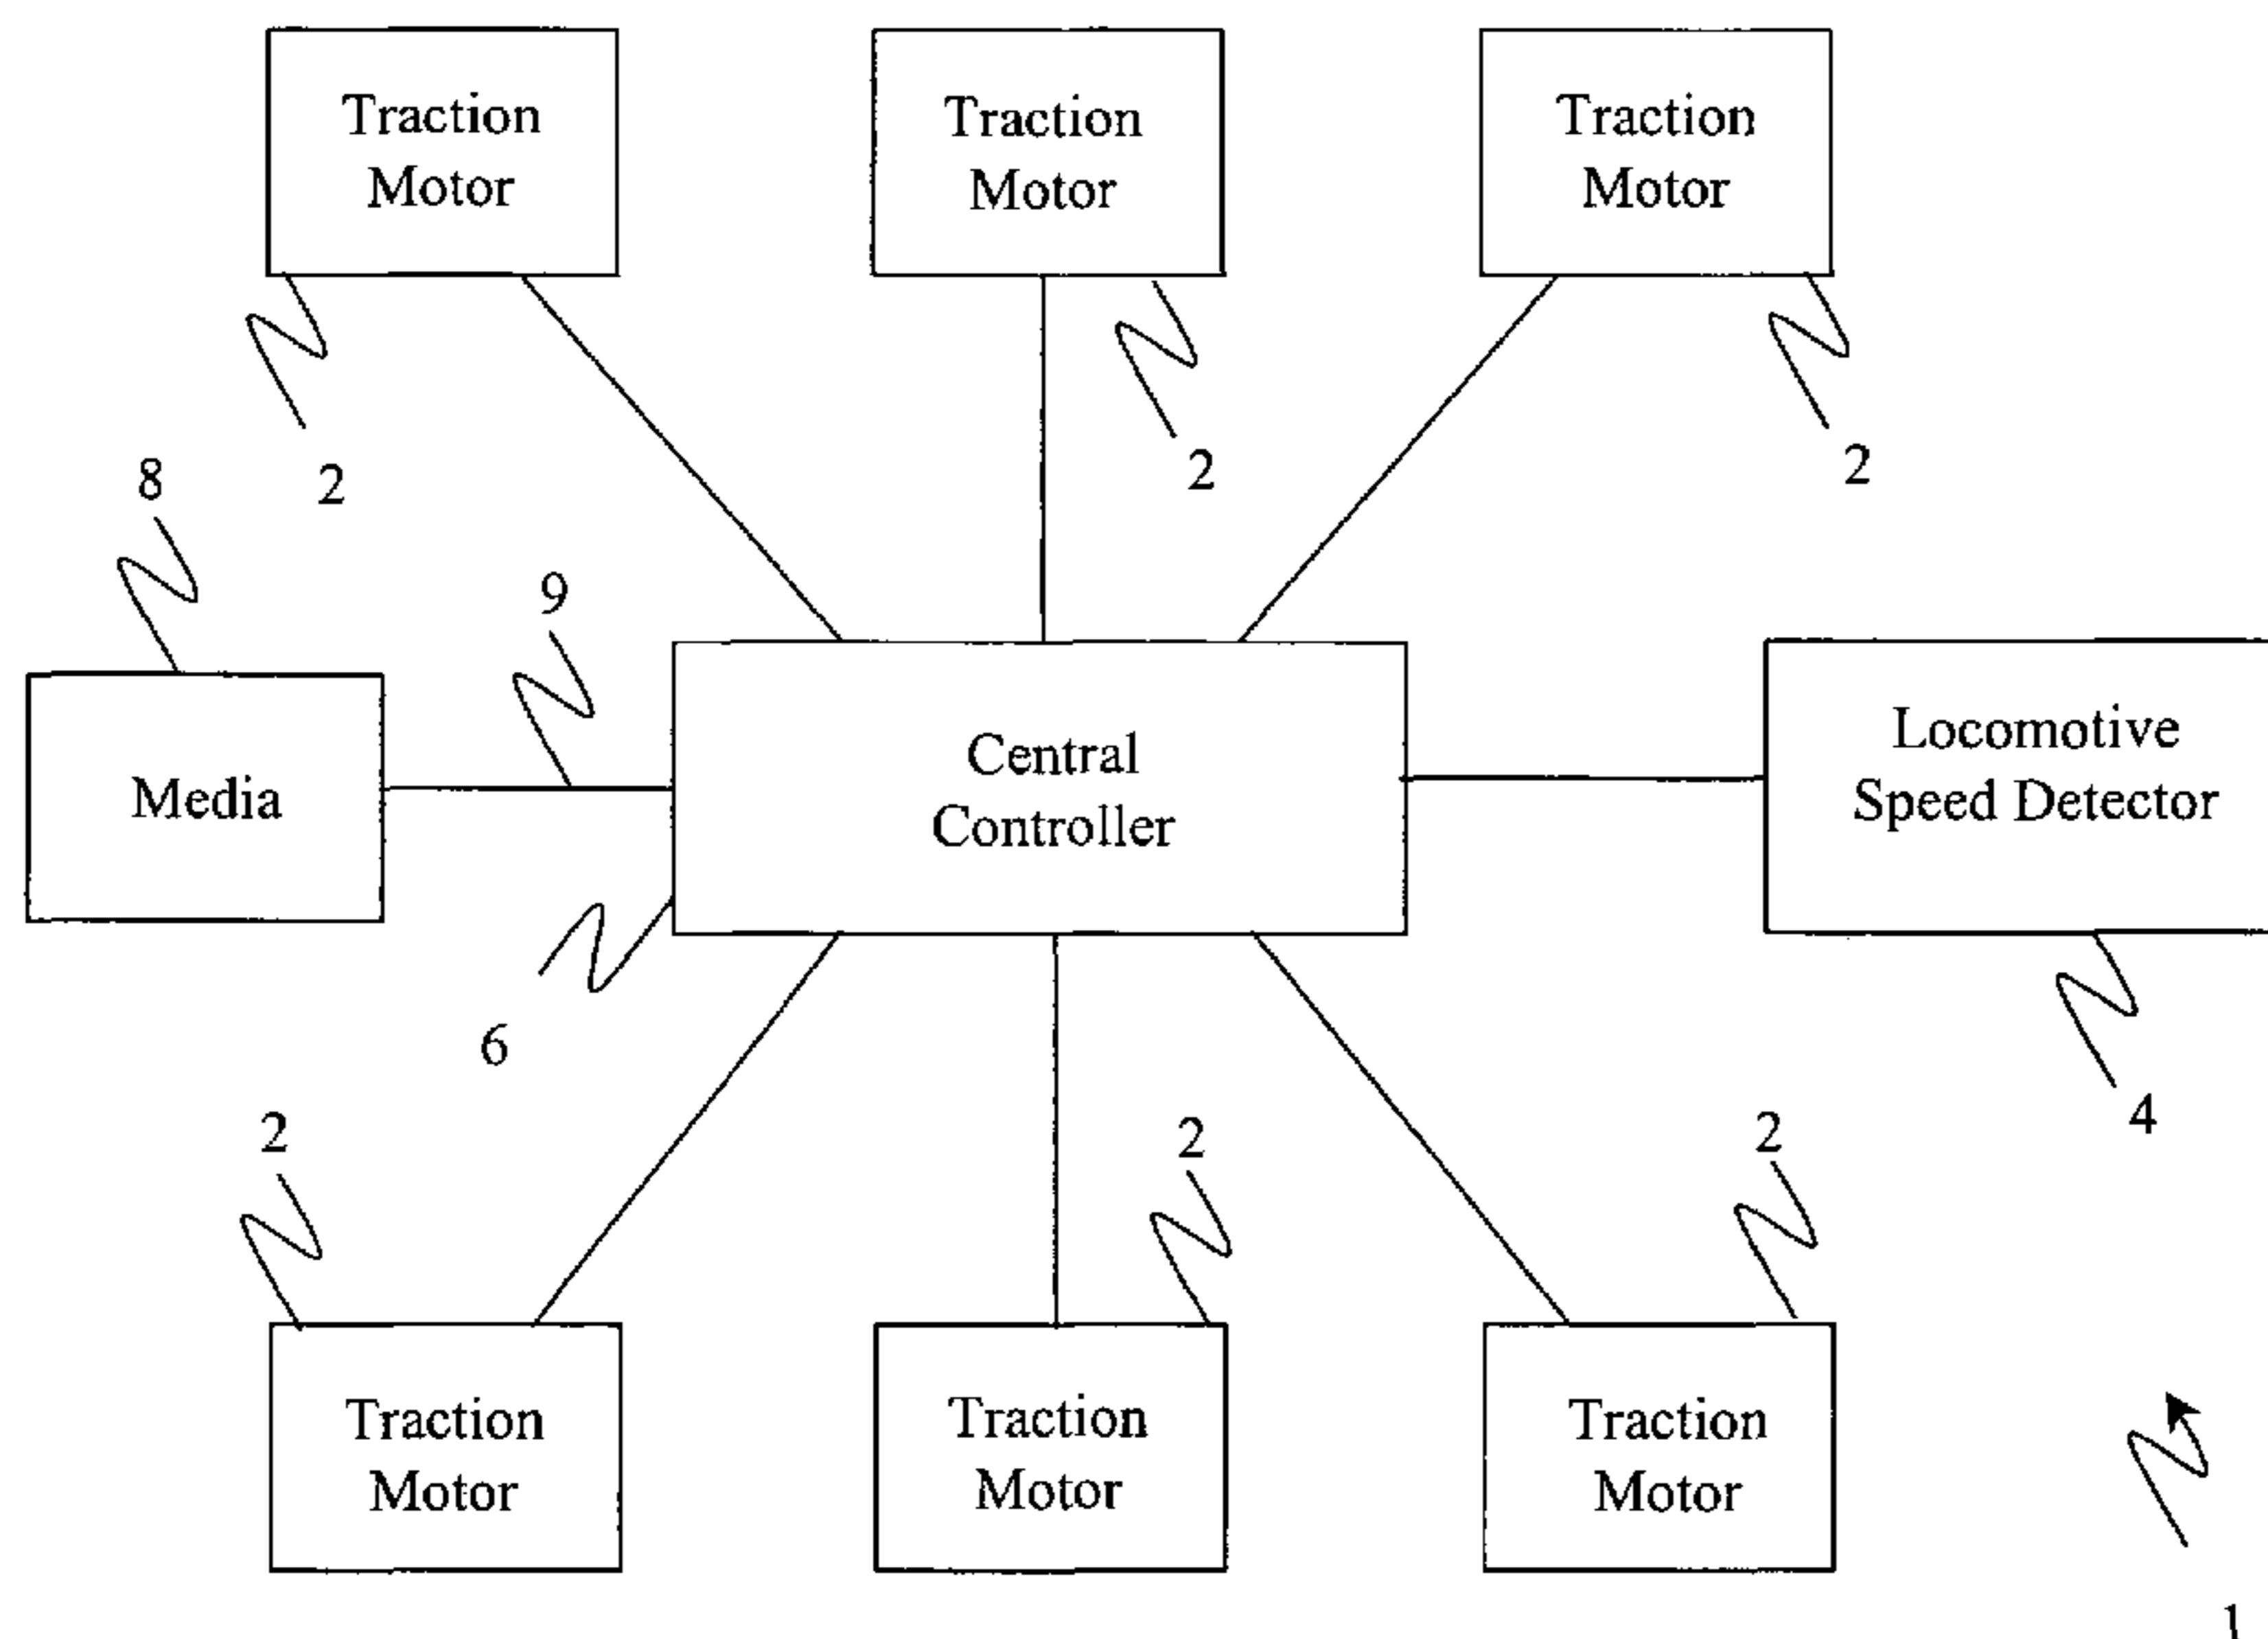 Traction
Motor
Traction
Motor
Traction
Motor
2
2
2
8
9
Media
Central
Controller
Locomotive
Speed Detector
6
4
2
2
2
Traction
Motor
Traction
Motor
Traction
Motor
1